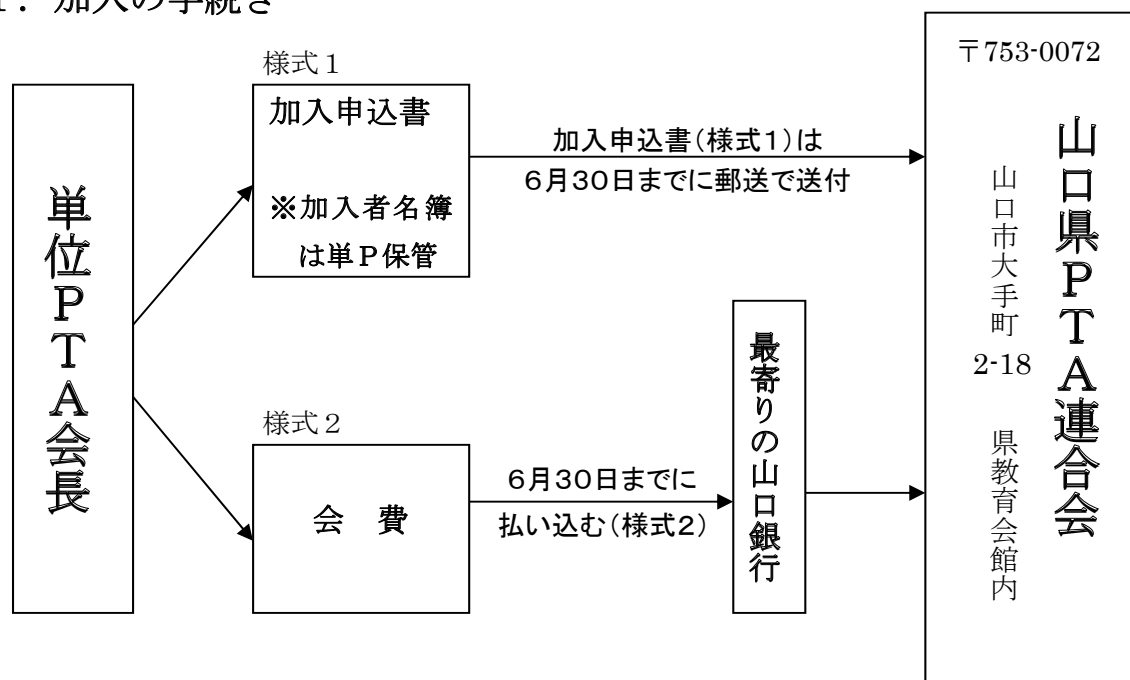 １．加入の手続き
単位ＰＴＡ会長
様式１
加入申込書
※加入者名簿
は単Ｐ保管
加入申込書(様式1)は
6月30日までに郵送で送付
様式２
会　費
6月30日までに
払い込む(様式2)
最寄りの山口銀行
〒753-0072
山口県ＰＴＡ連合会
山口市大手町 2-18　県教育会館内